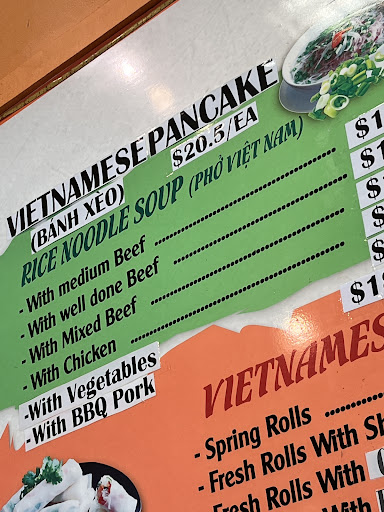 VIETNAMESE PANCAKE
(BÁNH XÈO) $20.5/EA
RICE NOODLE SOUP (PHỞ VIỆT NAM)
- With medium Beef
- With well done Beef
- With Mixed Beef
- With Chicken
-With Vegetables
-With BBQ Pork
VIETNAMES
- Spring Rolls
- Fresh Rolls With Sh
- Fresh Rolls With